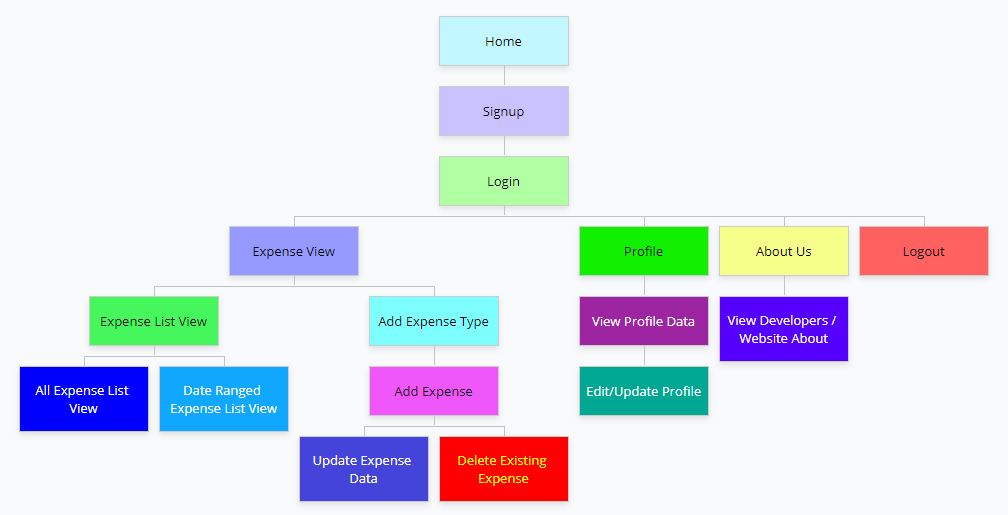 Home
Signup
Login
Expense View
Profile
About Us
Logout
Expense List View
Add Expense Type
View Profile Data
View Developers /
Website About
All Expense List
View
Date Ranged
Expense List View
Add Expense
Edit/Update Profile
Update Expense
Data
Delete Existing
Expense